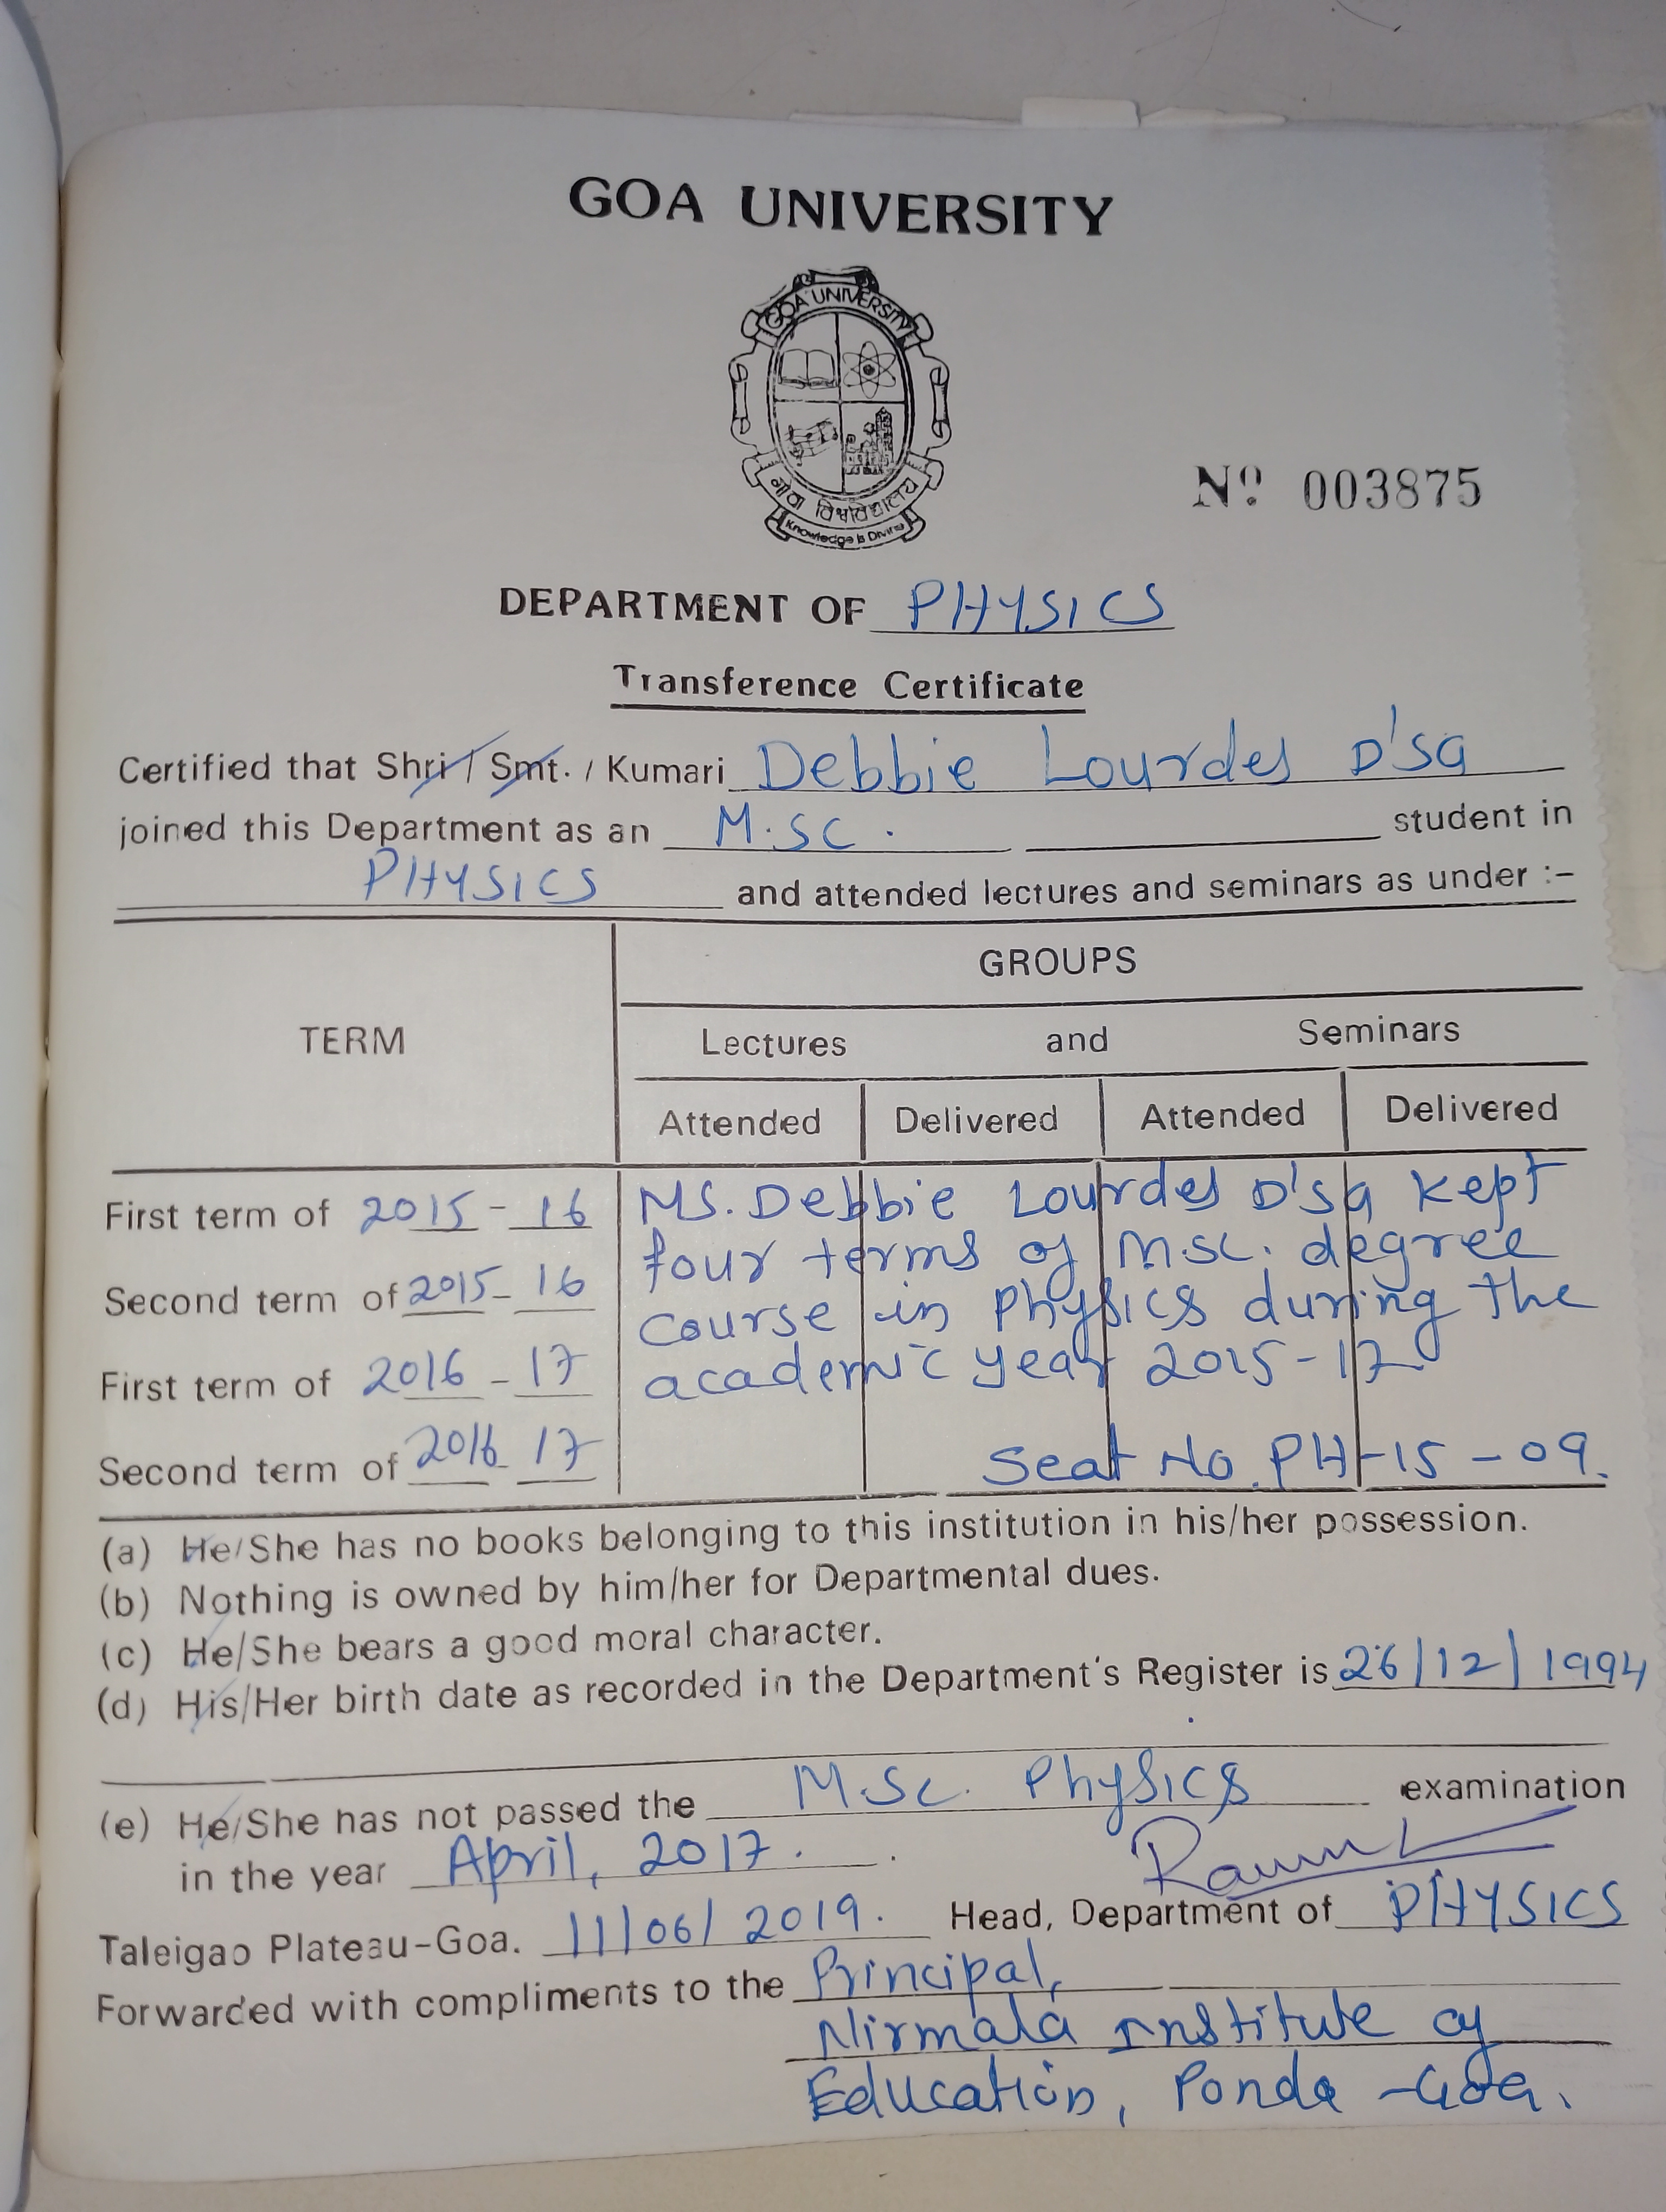 GOA UNIVERSITY
GOA UNIVERSITY
गोवा विश्वविद्यालय
Knowledge is Divine
Nº 003875
DEPARTMENT OF PHYSICS
Transference Certificate
Certified that Shri / Smt. / Kumari Debbie Lourdes D'sa
joined this Department as an M.SC. student in
PHYSICS and attended lectures and seminars as under :-
TERM GROUPS
Lectures and Seminars
Attended Delivered Attended Delivered
First term of 2015 - 16 MS. Debbie Lourdes D'sa Kept
four terms of M.SC. degree
Second term of 2015 - 16 course in Physics during the
First term of 2016 - 17 academic year 2015-17
Second term of 2016 17 Seat No. PH-15-09.
(a) He/She has no books belonging to this institution in his/her possession.
(b) Nothing is owned by him/her for Departmental dues.
(c) He/She bears a good moral character.
(d) His/Her birth date as recorded in the Department's Register is 26/12/1994
(e) He/She has not passed the M.Sc. Physics examination
in the year April, 2017.
Taleigao Plateau-Goa. 11/06/2019. Head, Department of PHYSICS
Forwarded with compliments to the Principal,
Nirmala Institute of
Education, Ponda -Goa.